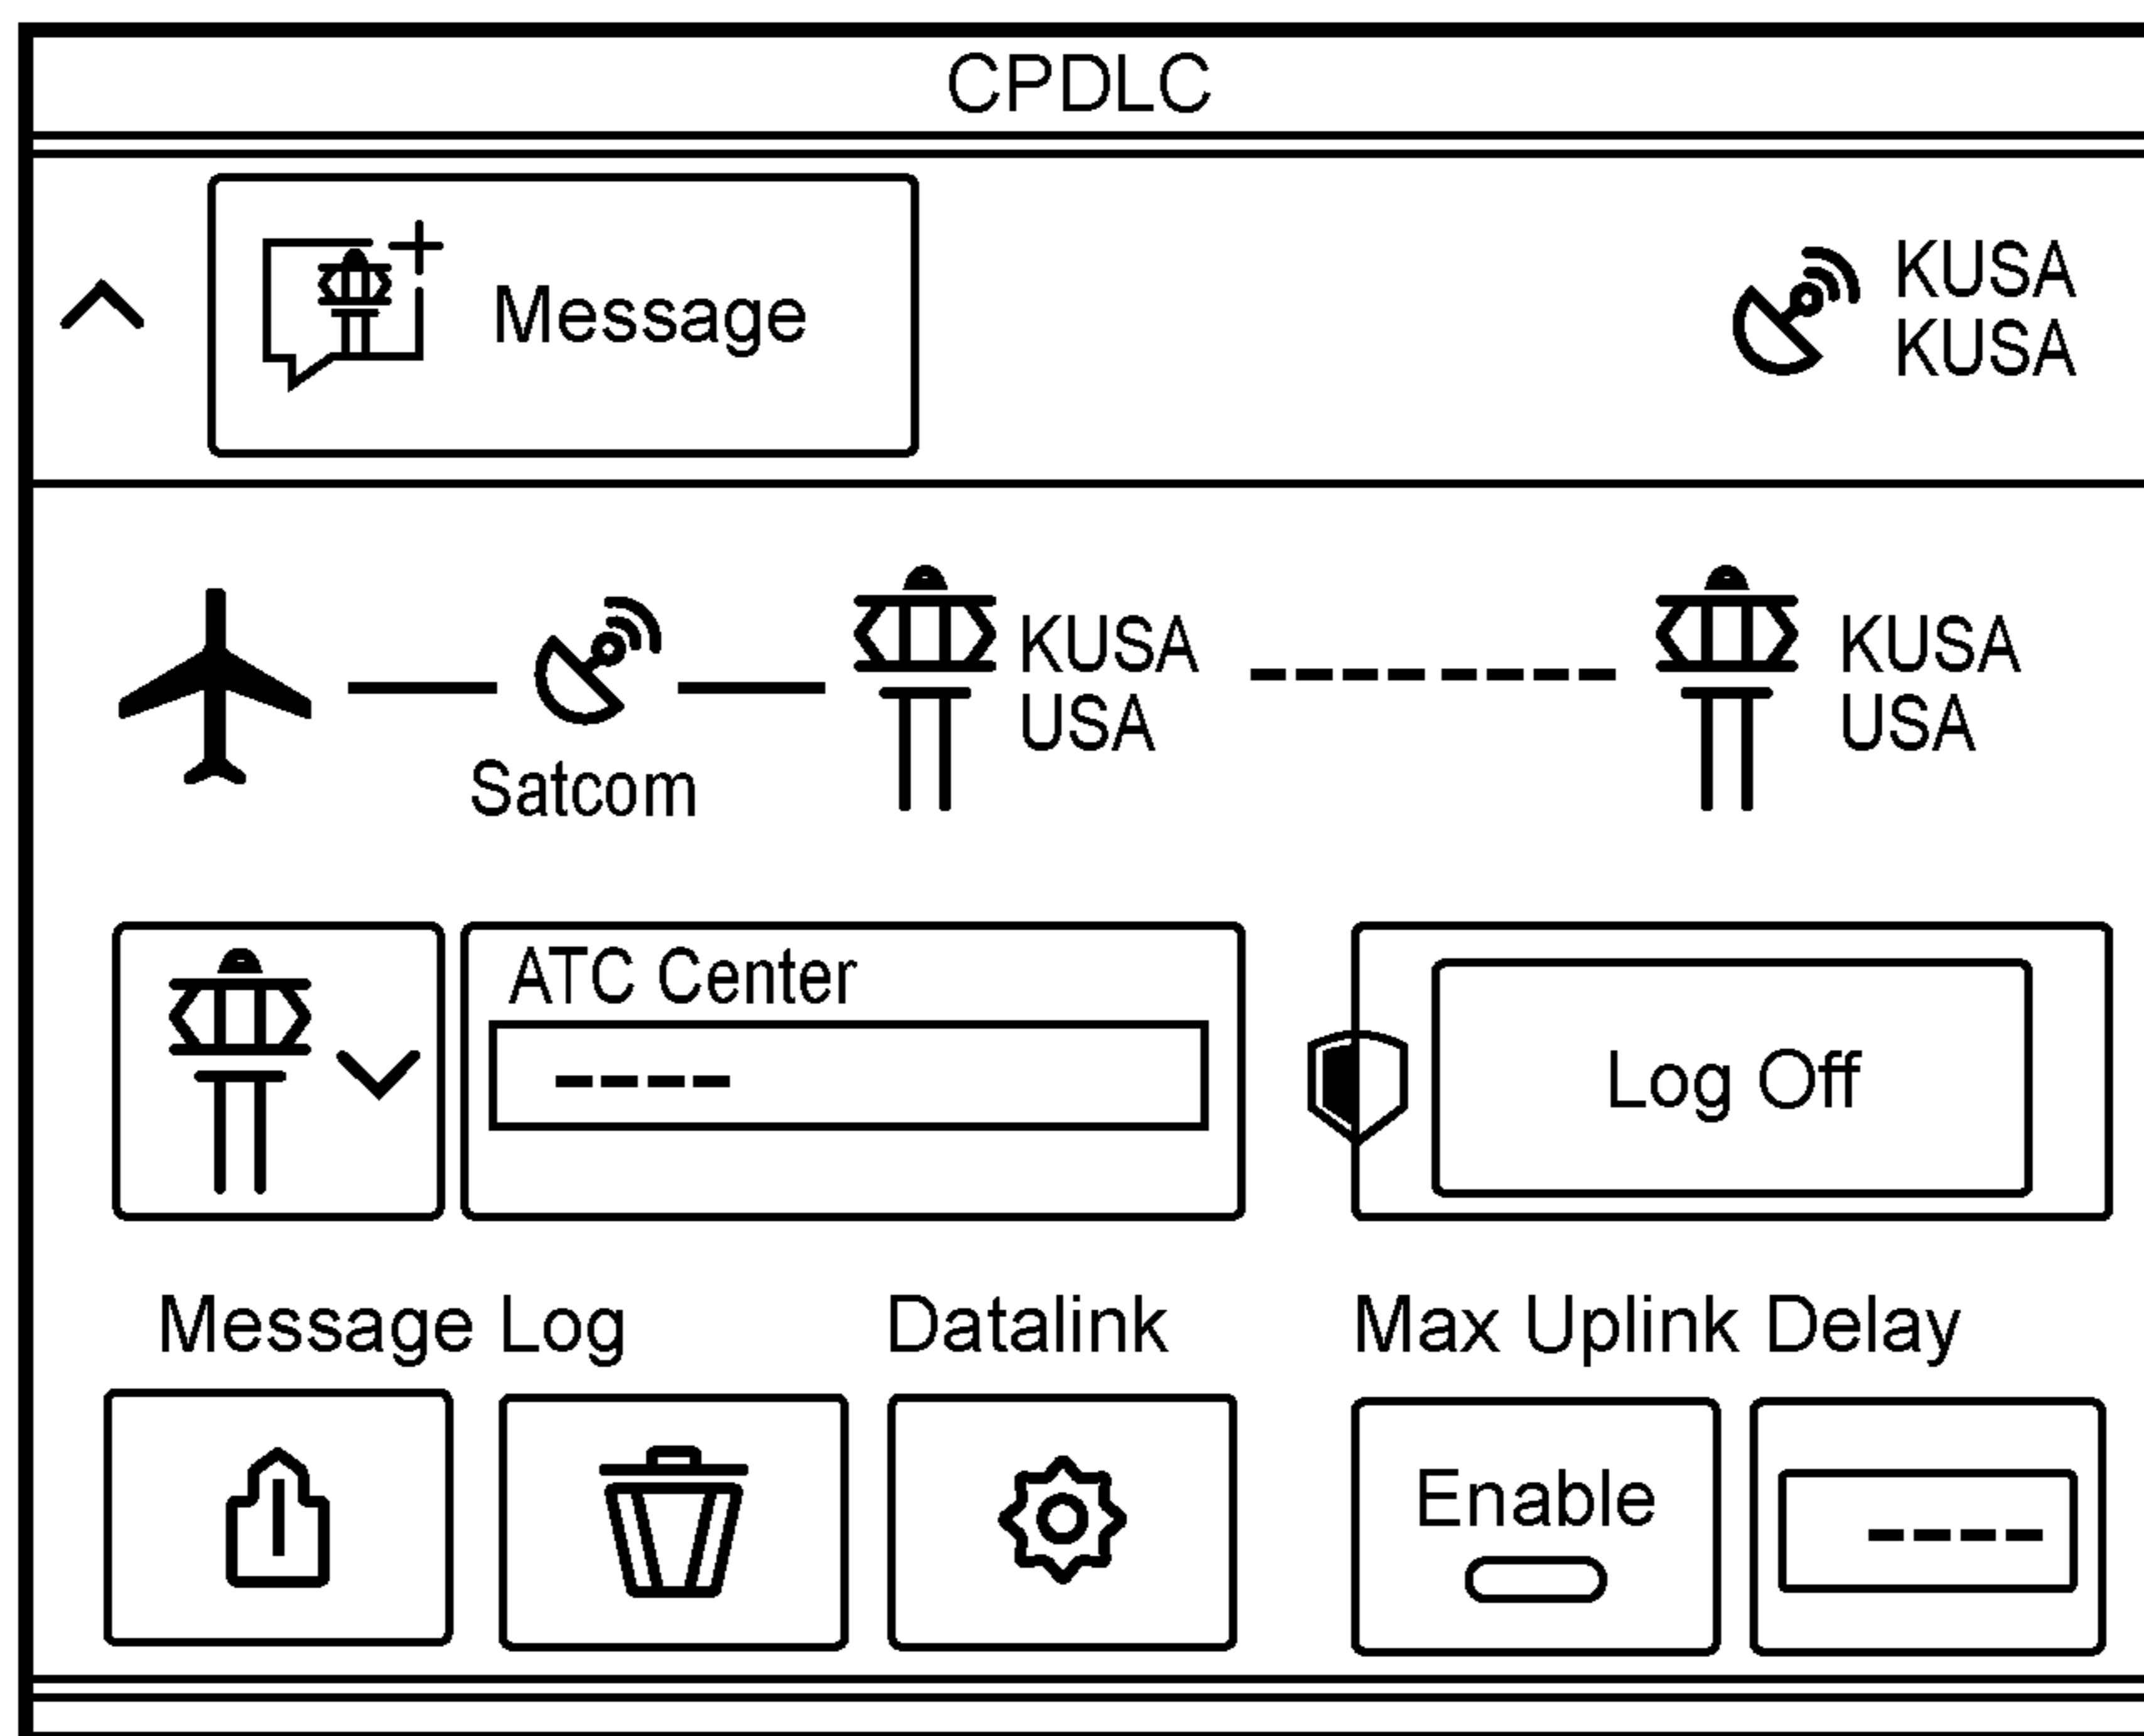 CPDLC
Message
KUSA
KUSA
KUSA
USA
KUSA
USA
Satcom
ATC Center
----
Log Off
Message Log
Datalink
Max Uplink Delay
Enable
----